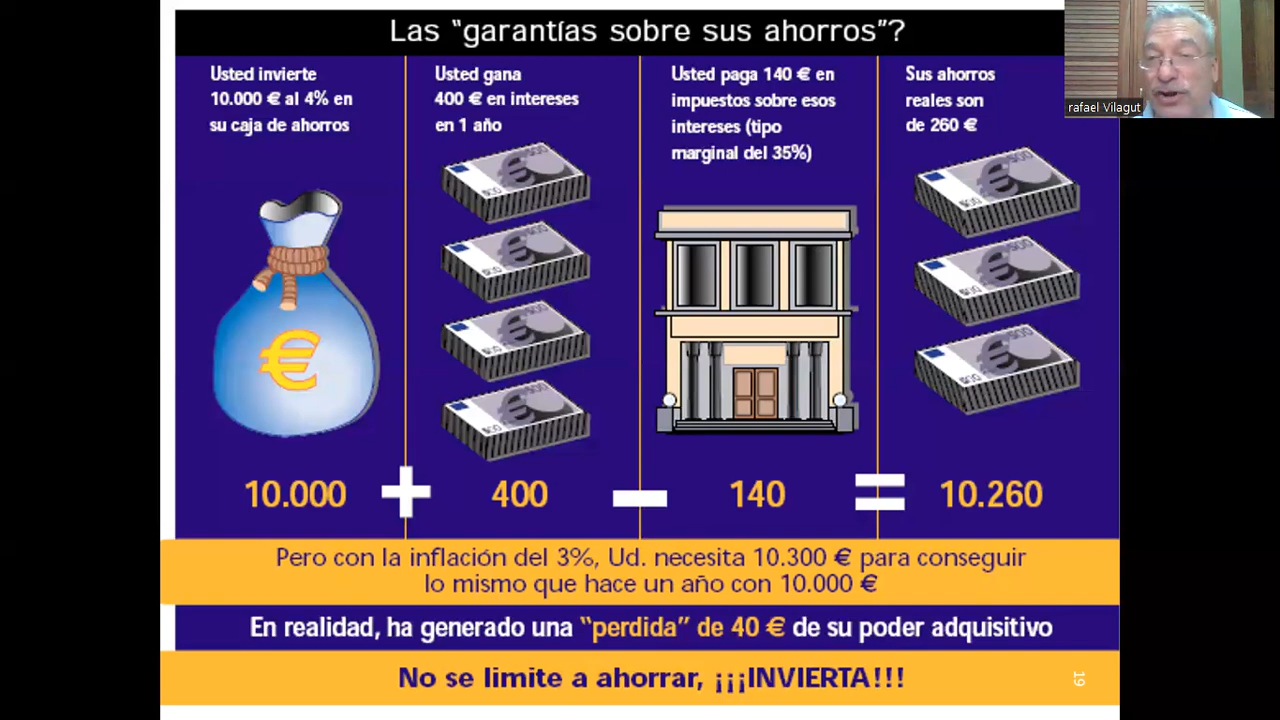 Las “garantías sobre sus ahorros”?
Usted invierte
10.000 € al 4% en
su caja de ahorros
Usted gana
400 € en intereses
en 1 año
Usted paga 140 € en
impuestos sobre esos
intereses (tipo
marginal del 35%)
Sus ahorros
reales son
de 260 €
rafael Vilagut
€
10.000 + 400 - 140 = 10.260
Pero con la inflación del 3%, Ud. necesita 10.300 € para conseguir
lo mismo que hace un año con 10.000 €
En realidad, ha generado una “perdida” de 40 € de su poder adquisitivo
No se limite a ahorrar, ¡¡¡INVIERTA!!!
19